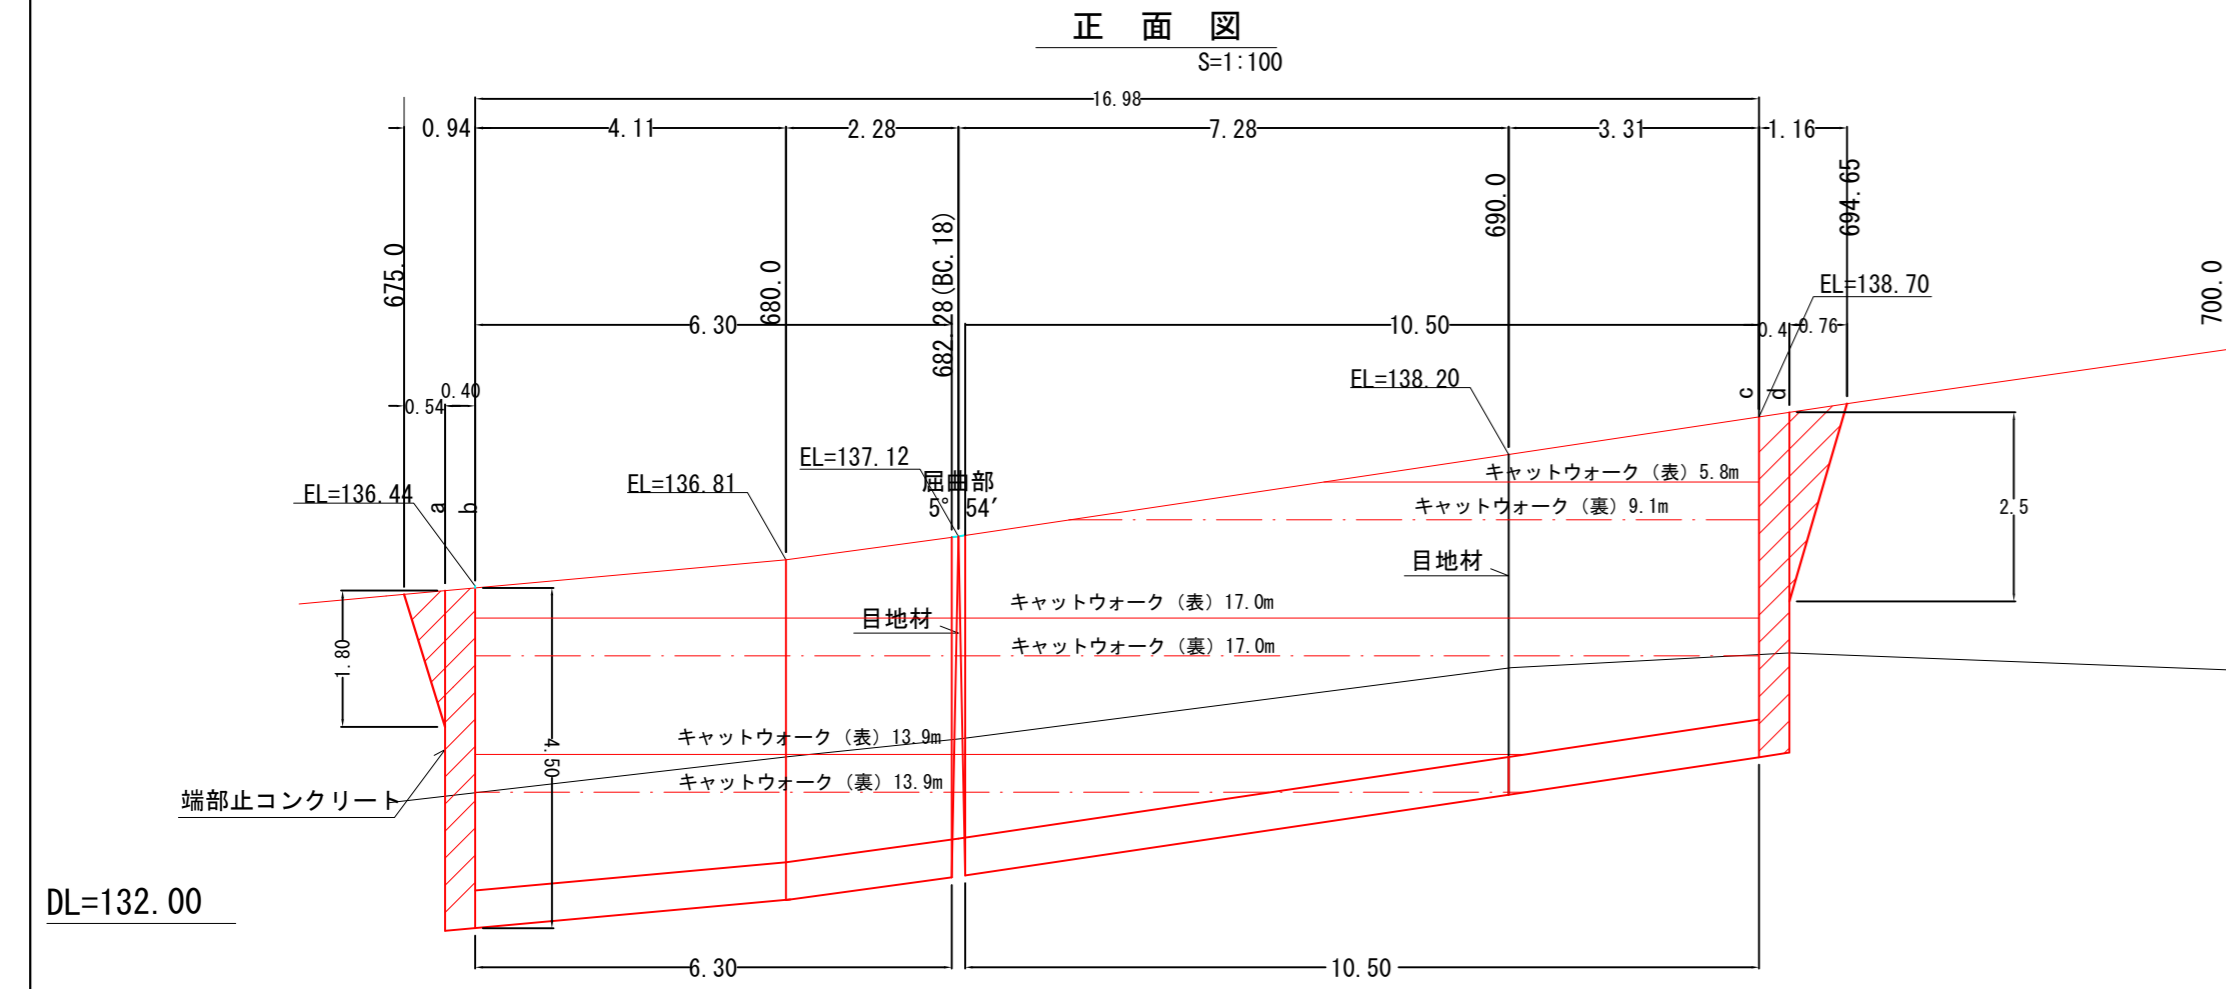 正 面 図
S=1:100
16.98
0.94 4.11 2.28 7.28 3.31 1.16
675.0
680.0
682.28(BC.18)
690.0
694.65
700.0
EL=138.70
6.30 10.50 0.4 0.76
0.40
0.54
a b
c d
EL=138.20
EL=137.12
屈曲部
5°54′
EL=136.81
EL=136.44
キャットウォーク（表）5.8m
キャットウォーク（裏）9.1m
2.5
目地材
キャットウォーク（表）17.0m
目地材
キャットウォーク（裏）17.0m
1.80
キャットウォーク（表）13.9m
4.50
キャットウォーク（裏）13.9m
端部止コンクリート
DL=132.00
6.30 10.50